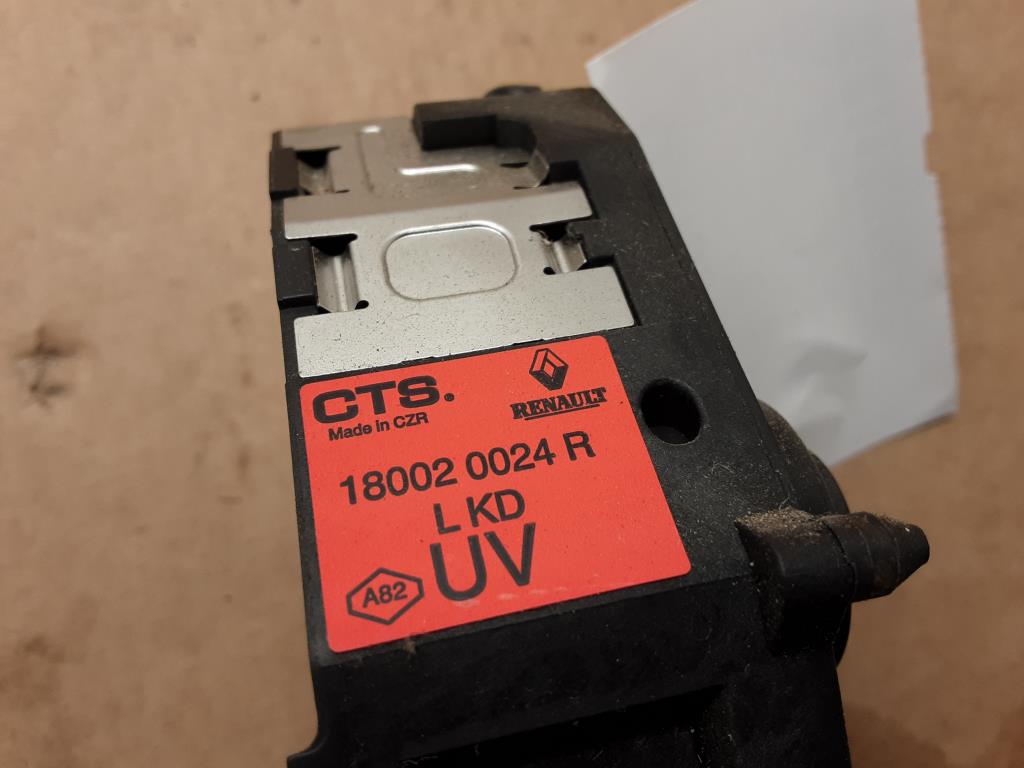 CTS.
Made in CZR
RENAULT
18002 0024 R
L KD
UV
A82